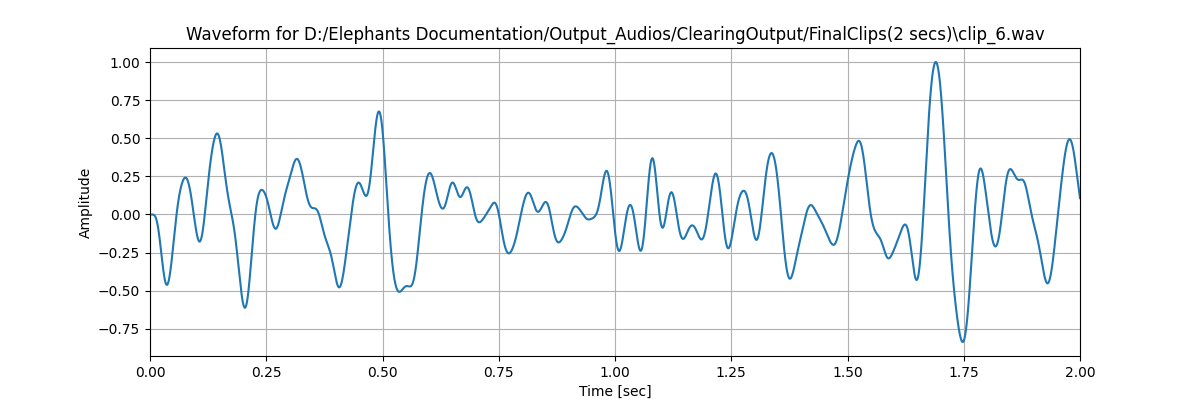 Waveform for D:/Elephants Documentation/Output_Audios/ClearingOutput/FinalClips(2 secs)\clip_6.wav
1.00
0.75
0.50
0.25
0.00
−0.25
−0.50
−0.75
Amplitude
0.00 0.25 0.50 0.75 1.00 1.25 1.50 1.75 2.00
Time [sec]